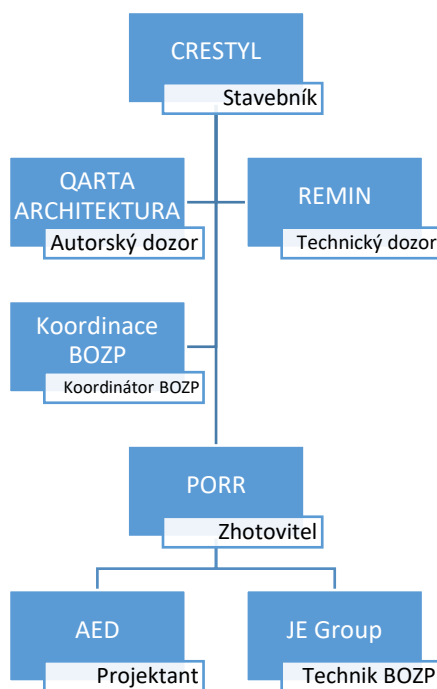 CRESTYL
Stavebník
QARTA
ARCHITEKTURA
Autorský dozor
REMIN
Technický dozor
Koordinace
BOZP
Koordinátor BOZP
PORR
Zhotovitel
AED
Projektant
JE Group
Technik BOZP